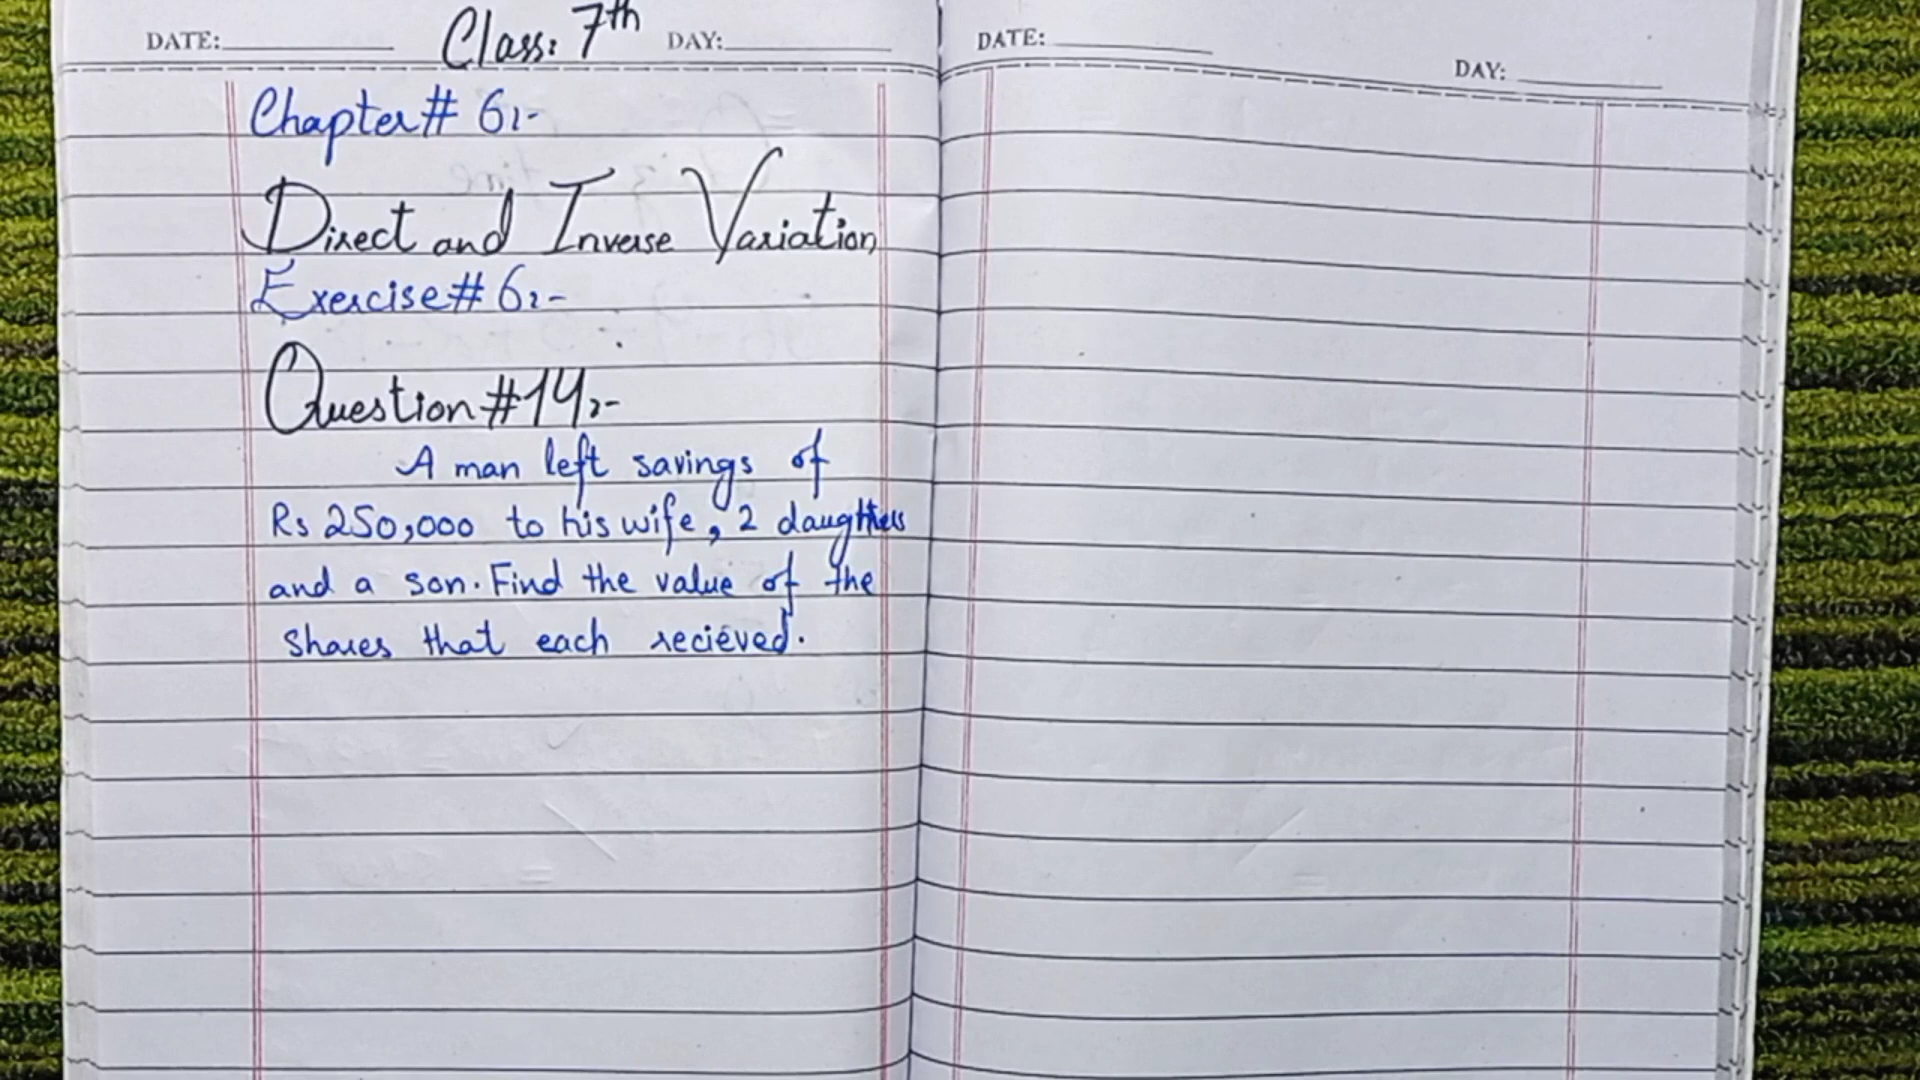 DATE: Class: 7th DAY:
Chapter# 6:-
Direct and Inverse Variation
Exercise# 6:-
Question #14:-
A man left savings of
Rs 250,000 to his wife, 2 daugthers
and a son. Find the value of the
shares that each recieved.
DATE:
DAY: